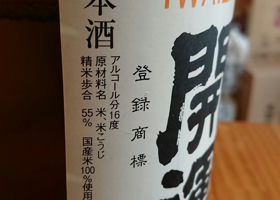 IWAI
開運
登録商標
本酒
アルコール分16度
原材料名 米、米こうじ
精米歩合 55% 国産米100%使用